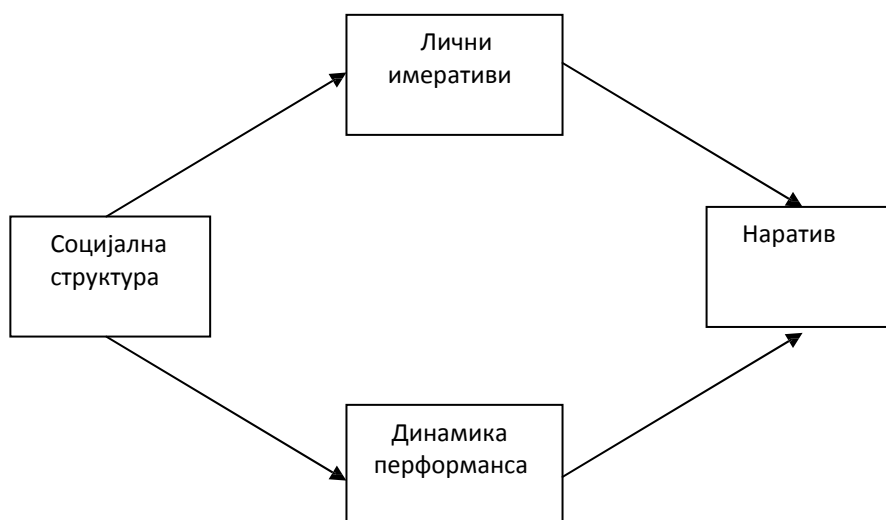 Лични
имеративи
Социјална
структура
Наратив
Динамика
перформанса